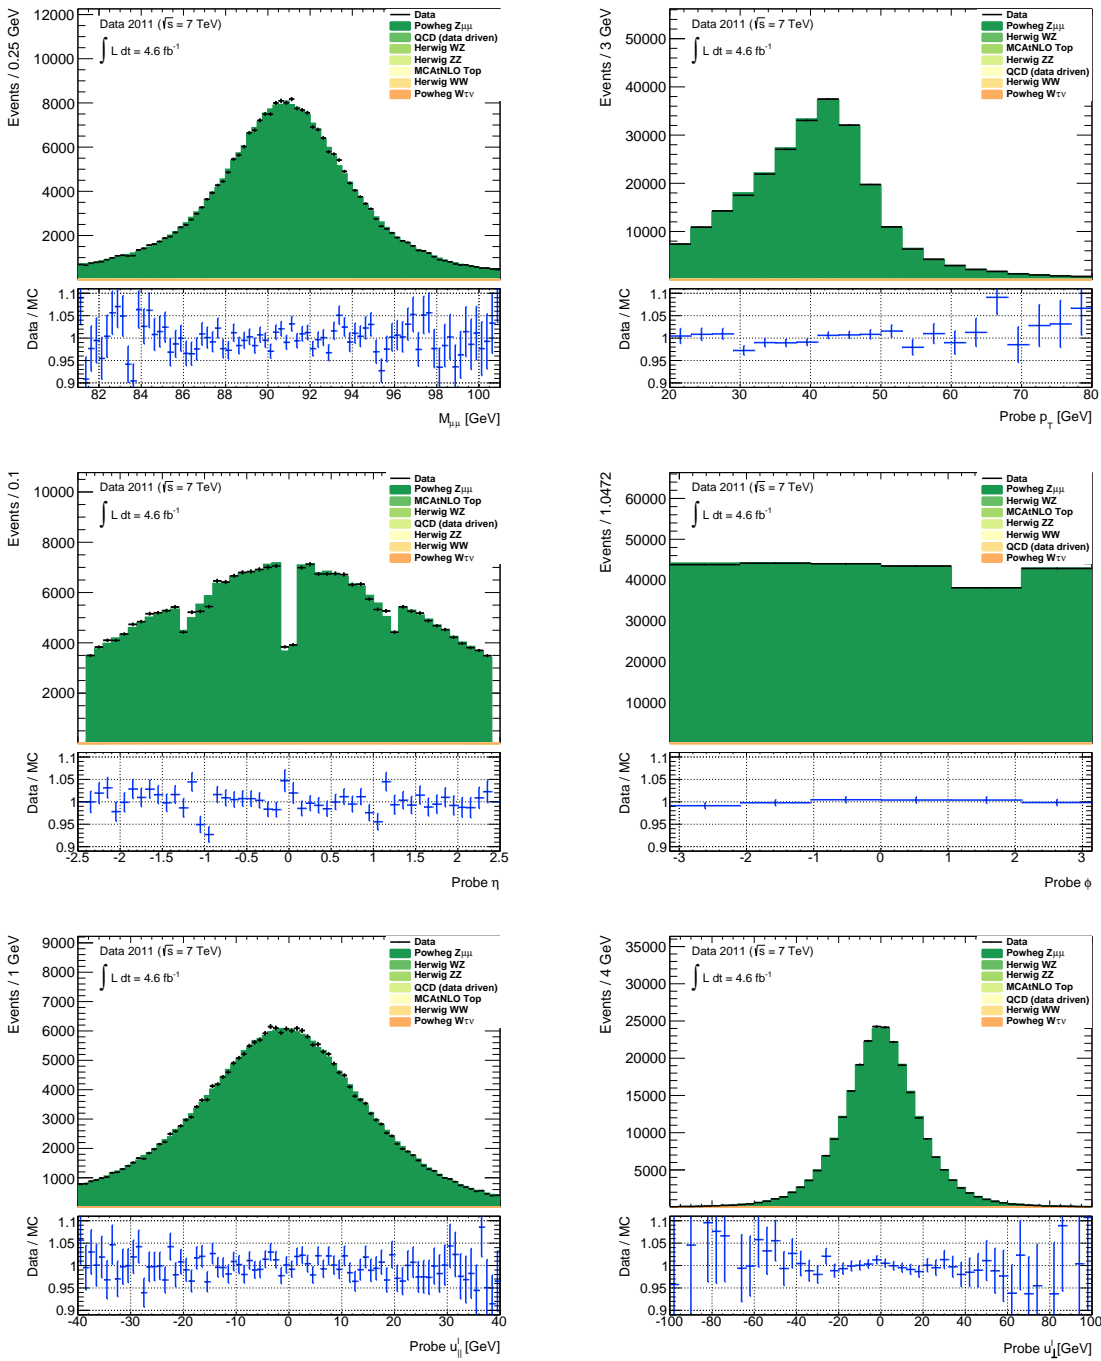 Events / 0.25 GeV
Data 2011 (√s = 7 TeV)
∫ L dt = 4.6 fb⁻¹
Data
Powheg Zμμ
QCD (data driven)
Herwig WZ
Herwig ZZ
MCAtNLO Top
Herwig WW
Powheg Wτν
12000
10000
8000
6000
4000
2000
Data / MC
1.1
1.05
1
0.95
0.9
82 84 86 88 90 92 94 96 98 100
M_μμ [GeV]
Events / 3 GeV
Data 2011 (√s = 7 TeV)
∫ L dt = 4.6 fb⁻¹
Data
Powheg Zμμ
Herwig WZ
MCAtNLO Top
Herwig ZZ
QCD (data driven)
Herwig WW
Powheg Wτν
50000
40000
30000
20000
10000
Data / MC
1.1
1.05
1
0.95
0.9
20 30 40 50 60 70 80
Probe p_T [GeV]
Events / 0.1
Data 2011 (√s = 7 TeV)
∫ L dt = 4.6 fb⁻¹
Data
Powheg Zμμ
MCAtNLO Top
Herwig WZ
QCD (data driven)
Herwig ZZ
Herwig WW
Powheg Wτν
10000
8000
6000
4000
2000
Data / MC
1.1
1.05
1
0.95
0.9
-2.5 -2 -1.5 -1 -0.5 0 0.5 1 1.5 2 2.5
Probe η
Events / 1.0472
Data 2011 (√s = 7 TeV)
∫ L dt = 4.6 fb⁻¹
Data
Powheg Zμμ
Herwig WZ
MCAtNLO Top
Herwig ZZ
Herwig WW
QCD (data driven)
Powheg Wτν
60000
50000
40000
30000
20000
10000
Data / MC
1.1
1.05
1
0.95
0.9
-3 -2 -1 0 1 2 3
Probe ϕ
Events / 1 GeV
Data 2011 (√s = 7 TeV)
∫ L dt = 4.6 fb⁻¹
Data
Powheg Zμμ
Herwig WZ
Herwig ZZ
QCD (data driven)
MCAtNLO Top
Herwig WW
Powheg Wτν
9000
8000
7000
6000
5000
4000
3000
2000
1000
Data / MC
1.1
1.05
1
0.95
0.9
-40 -30 -20 -10 0 10 20 30 40
Probe u_||^l [GeV]
Events / 4 GeV
Data 2011 (√s = 7 TeV)
∫ L dt = 4.6 fb⁻¹
Data
Powheg Zμμ
Herwig WZ
Herwig ZZ
MCAtNLO Top
QCD (data driven)
Herwig WW
Powheg Wτν
35000
30000
25000
20000
15000
10000
5000
Data / MC
1.1
1.05
1
0.95
0.9
-100 -80 -60 -40 -20 0 20 40 60 80 100
Probe u_⊥^l [GeV]